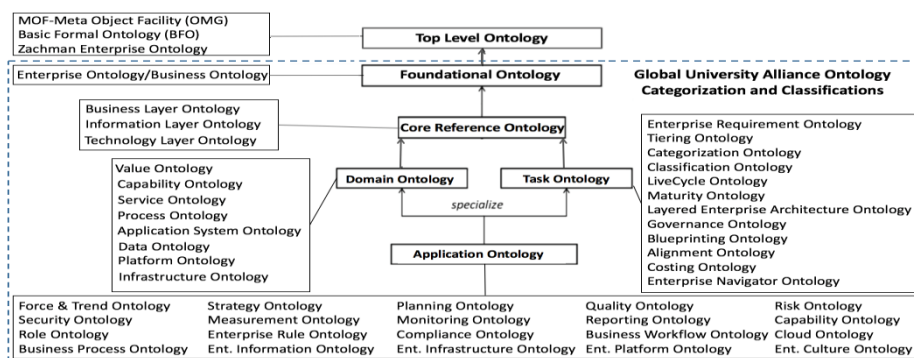 MOF-Meta Object Facility (OMG)
Basic Formal Ontology (BFO)
Zachman Enterprise Ontology
Top Level Ontology
Enterprise Ontology/Business Ontology
Foundational Ontology
Global University Alliance Ontology
Categorization and Classifications
Business Layer Ontology
Information Layer Ontology
Technology Layer Ontology
Core Reference Ontology
Value Ontology
Capability Ontology
Service Ontology
Process Ontology
Application System Ontology
Data Ontology
Platform Ontology
Infrastructure Ontology
Domain Ontology
Task Ontology
specialize
Application Ontology
Enterprise Requirement Ontology
Tiering Ontology
Categorization Ontology
Classification Ontology
LiveCycle Ontology
Maturity Ontology
Layered Enterprise Architecture Ontology
Governance Ontology
Blueprinting Ontology
Alignment Ontology
Costing Ontology
Enterprise Navigator Ontology
Force & Trend Ontology Strategy Ontology Planning Ontology Quality Ontology Risk Ontology
Security Ontology Measurement Ontology Monitoring Ontology Reporting Ontology Capability Ontology
Role Ontology Enterprise Rule Ontology Compliance Ontology Business Workflow Ontology Cloud Ontology
Business Process Ontology Ent. Information Ontology Ent. Infrastructure Ontology Ent. Platform Ontology Ent. Culture Ontology